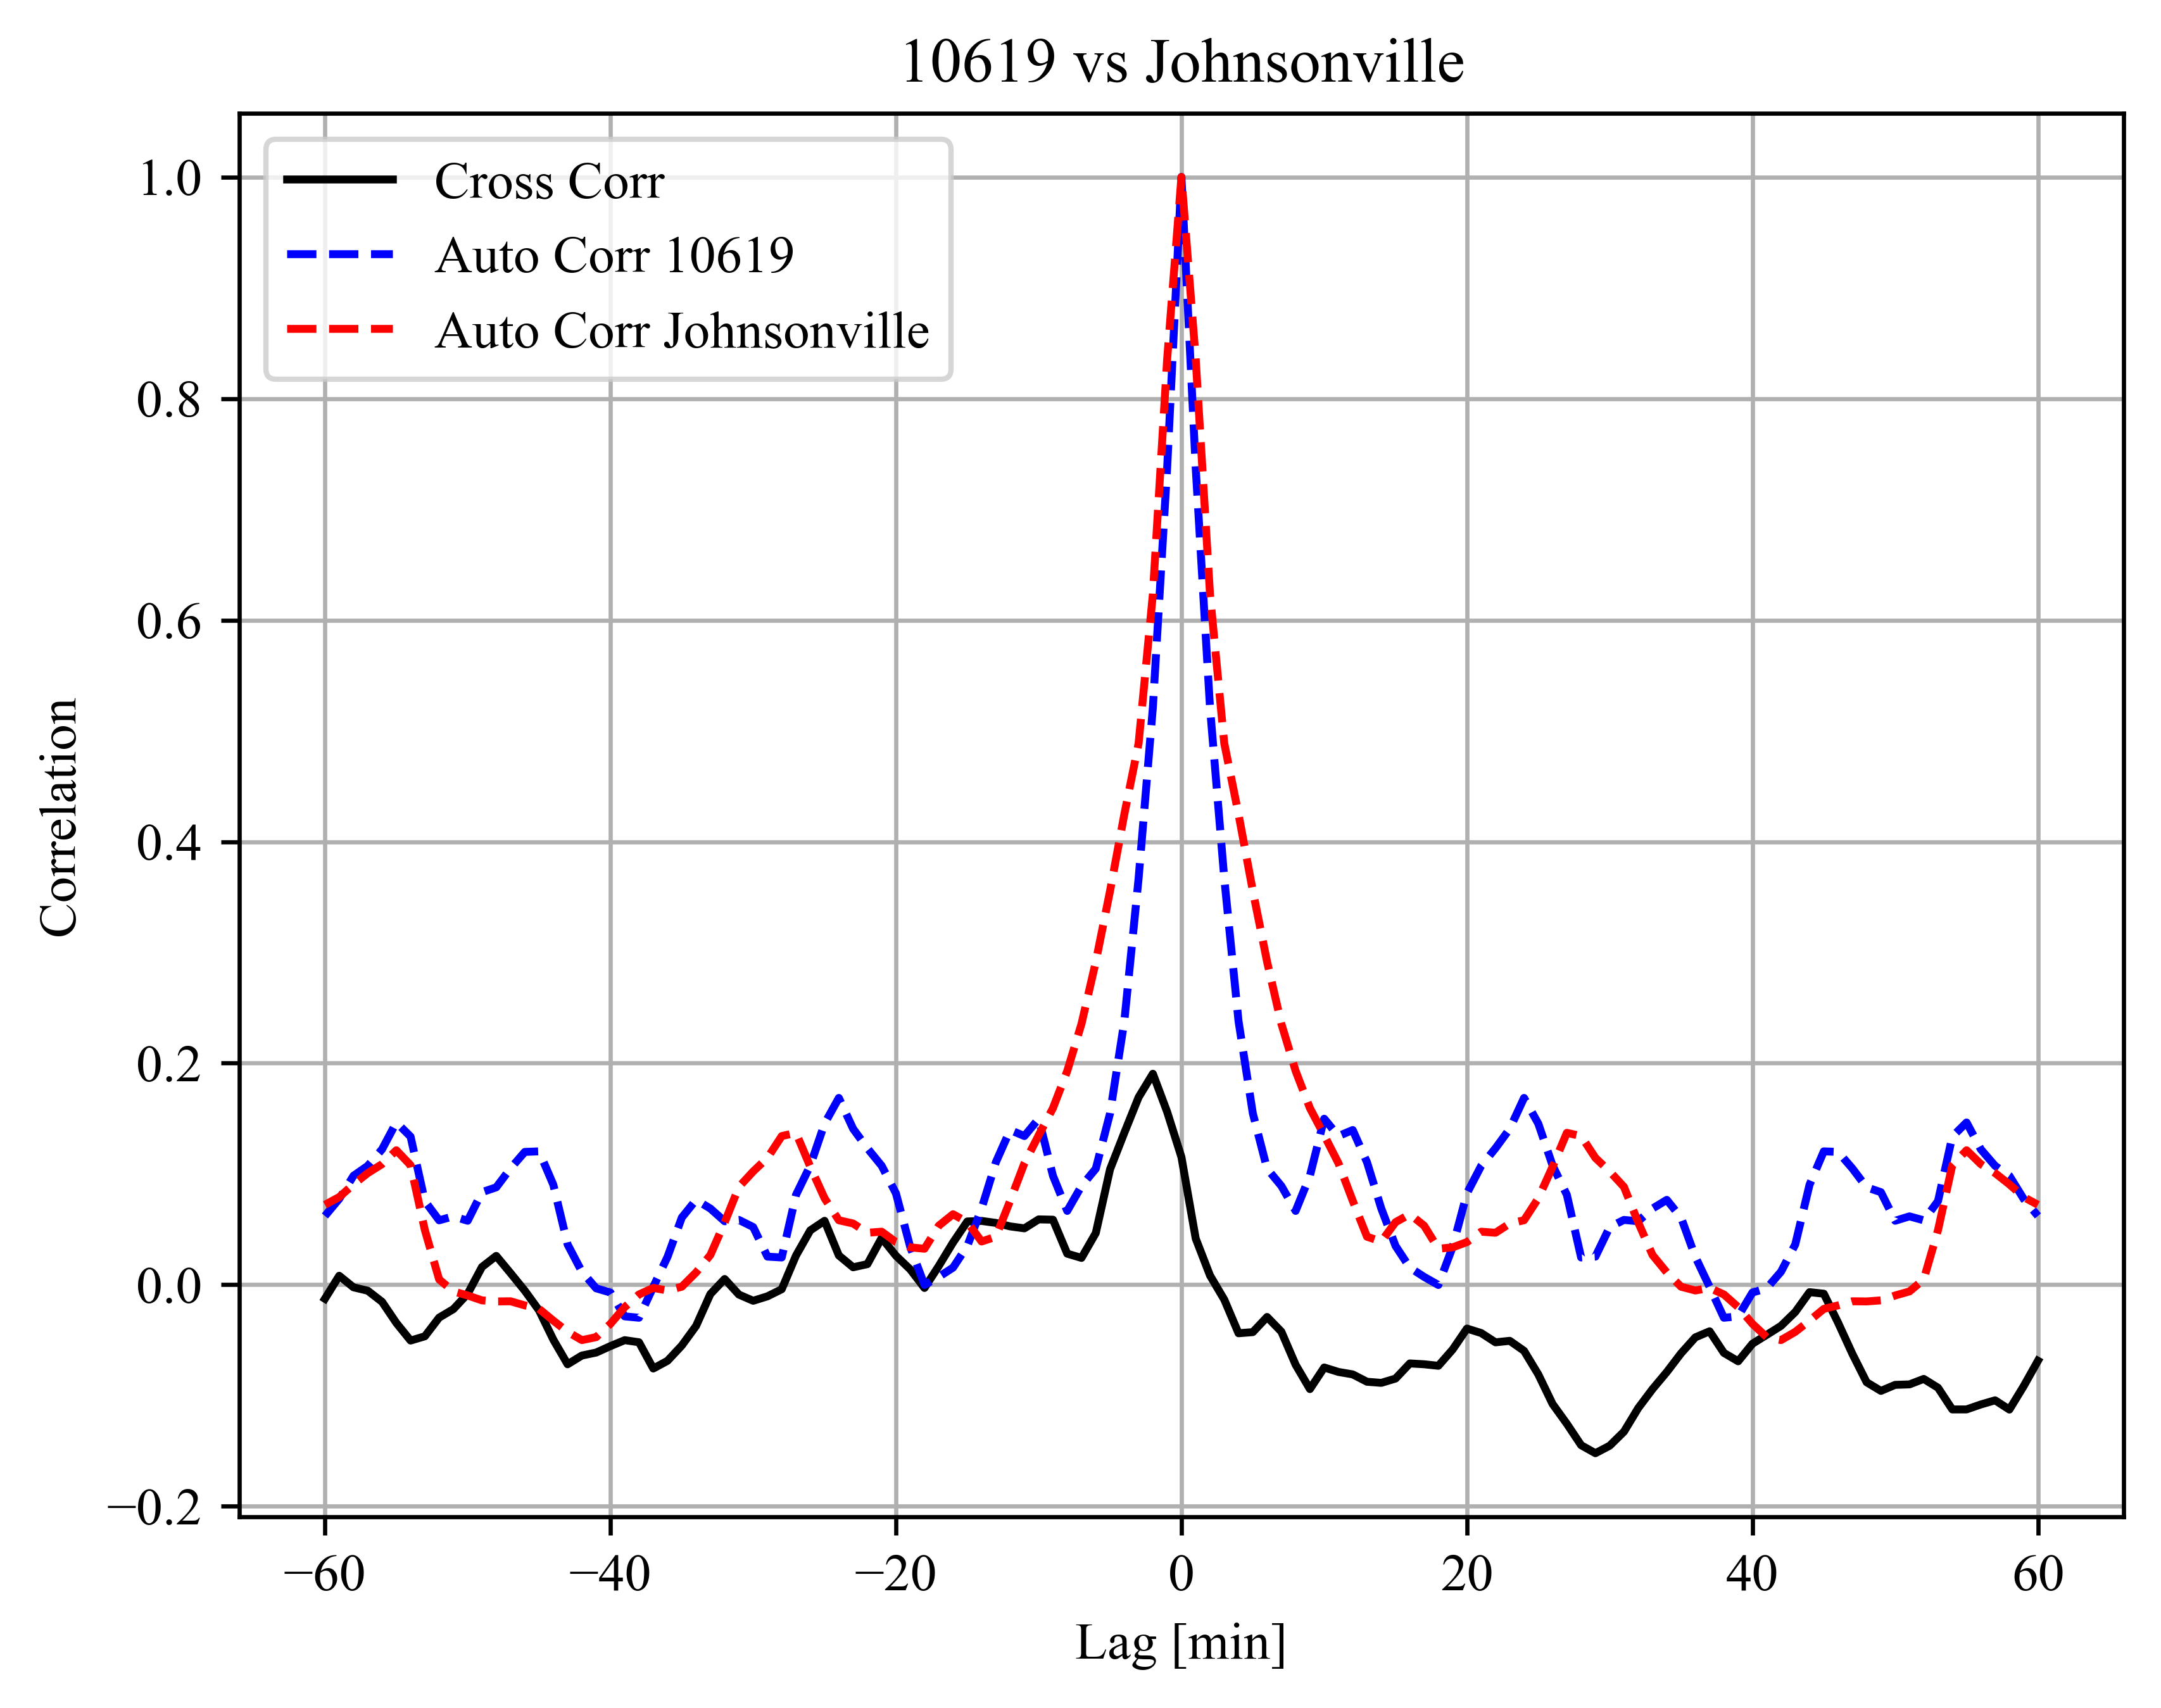 10619 vs Johnsonville
Cross Corr
Auto Corr 10619
Auto Corr Johnsonville
1.0
0.8
0.6
0.4
0.2
0.0
−0.2
Correlation
−60 −40 −20 0 20 40 60
Lag [min]